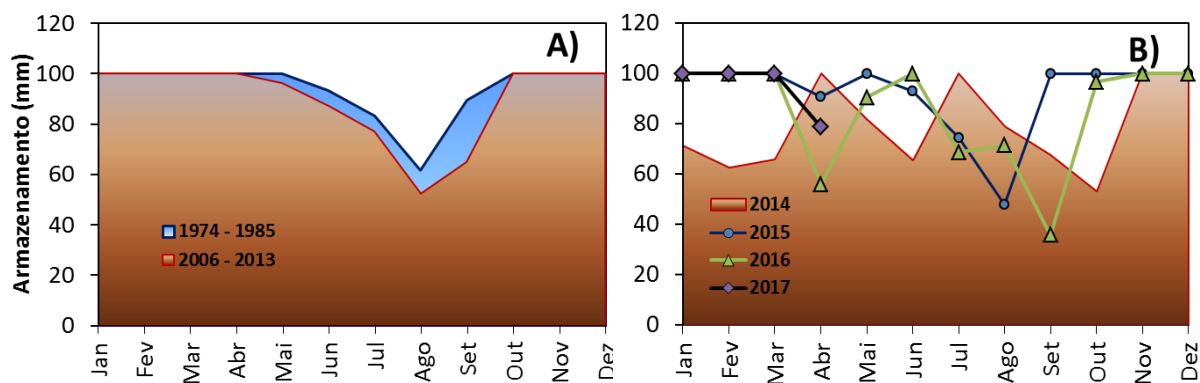 A)
Armazenamento (mm)
120
100
80
60
40
20
0
1974 - 1985
2006 - 2013
Jan Fev Mar Abr Mai Jun Jul Ago Set Out Nov Dez
B)
120
100
80
60
40
20
0
2014
2015
2016
2017
Jan Fev Mar Abr Mai Jun Jul Ago Set Out Nov Dez